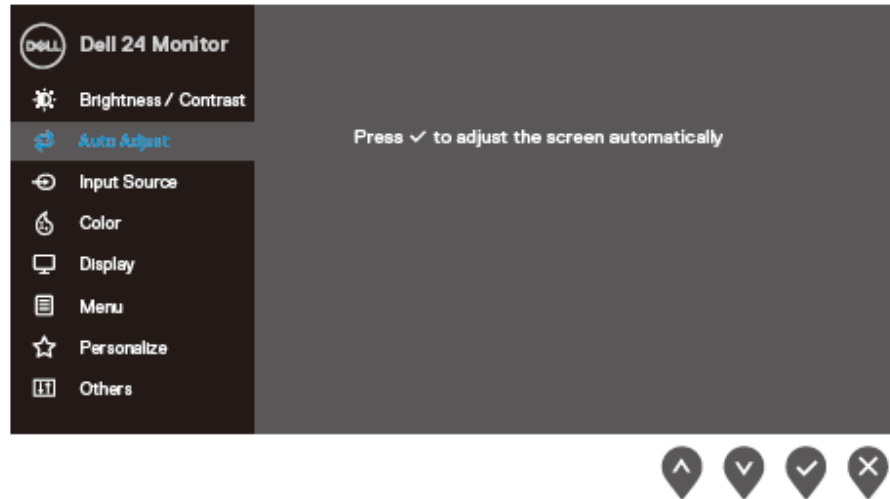 DELL Dell 24 Monitor
Brightness / Contrast
Auto Adjust
Press ✓ to adjust the screen automatically
Input Source
Color
Display
Menu
Personalize
Others